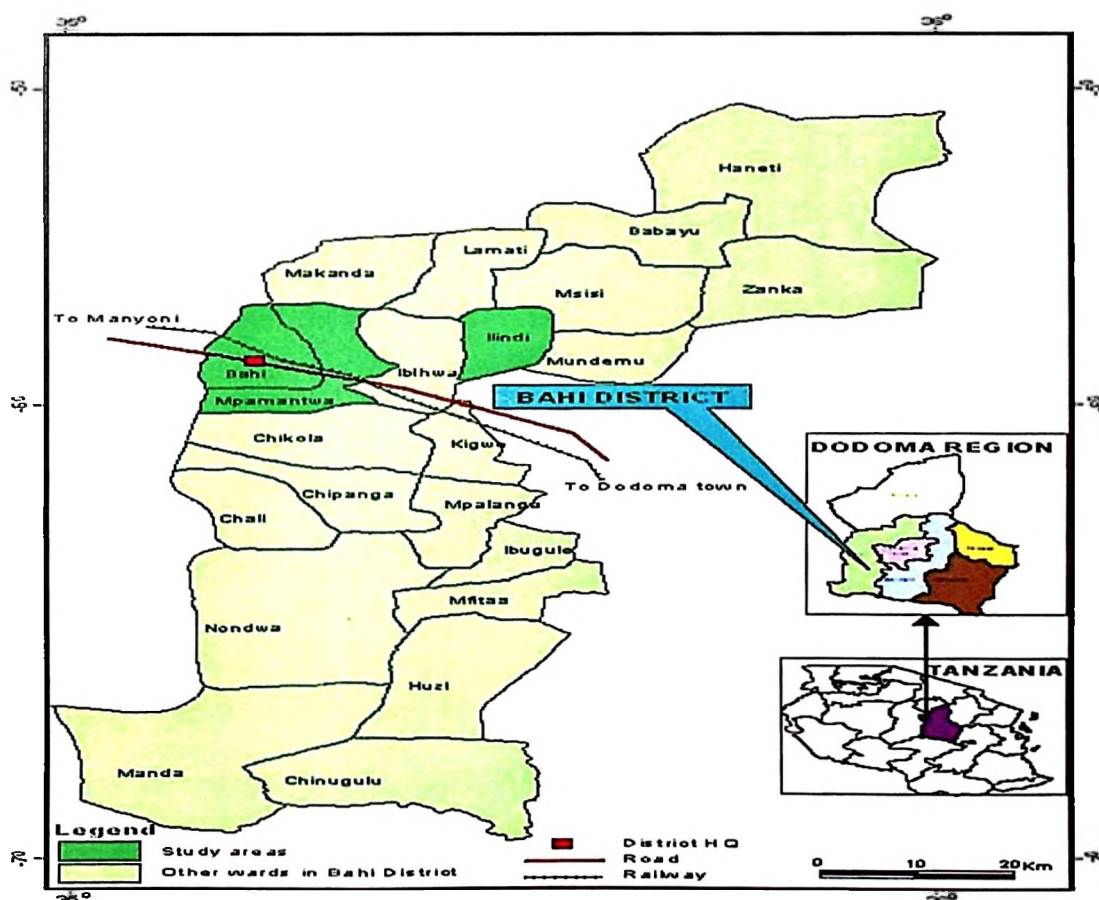 Haneti
Babayu
Lamati
Makanda
Msisi
Zanka
To Manyoni
Ilindi
Mundemu
Bahi
Iblhwa
BAHI DISTRICT
Mpamantwa
Chikola
Kigwe
DODOMA REGION
To Dodoma town
Chipanga
Mpalanga
Chali
Ibugule
Mfitaa
Nondwa
TANZANIA
Huzi
Manda
Chinugulu
Legend
Study areas
Other wards in Bahi District
District HQ
Road
Railway
0 10 20Km